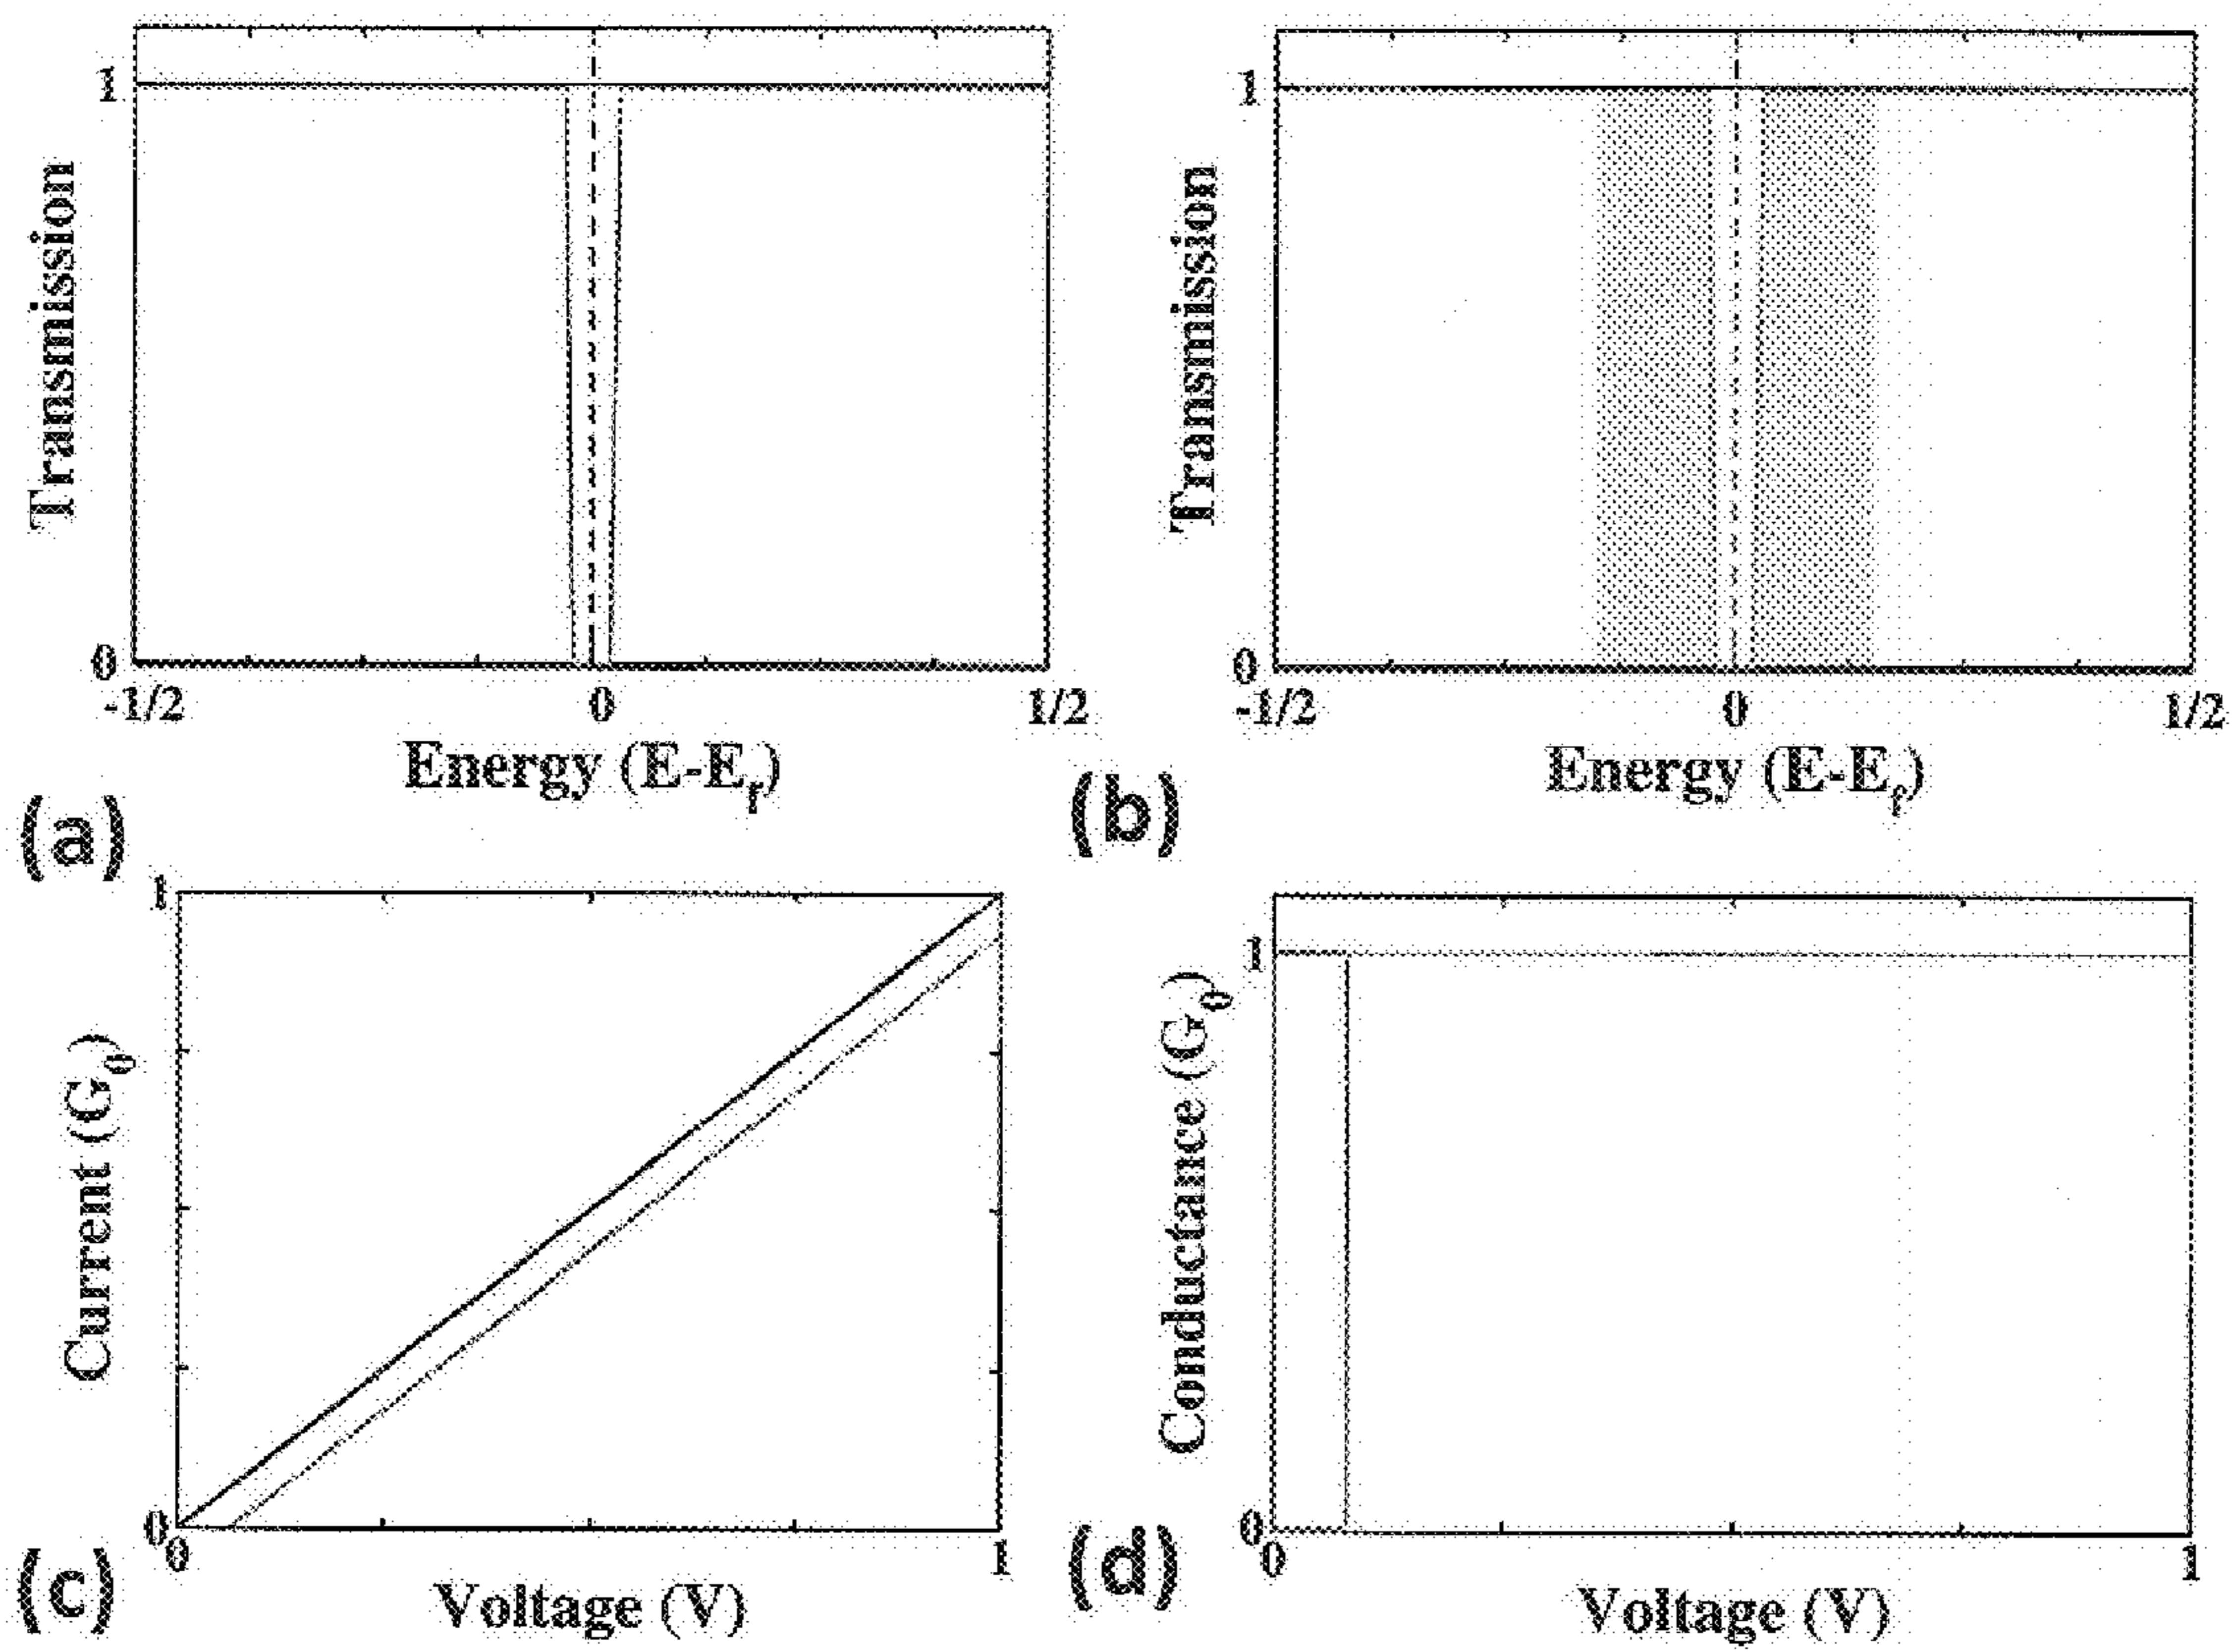 1
Transmission
0
-1/2
0
1/2
Energy (E-E_f)
(a)
1
Transmission
0
-1/2
0
1/2
Energy (E-E_f)
(b)
1
Current (G_0)
0
0
1
Voltage (V)
(c)
1
Conductance (G_0)
0
0
1
Voltage (V)
(d)